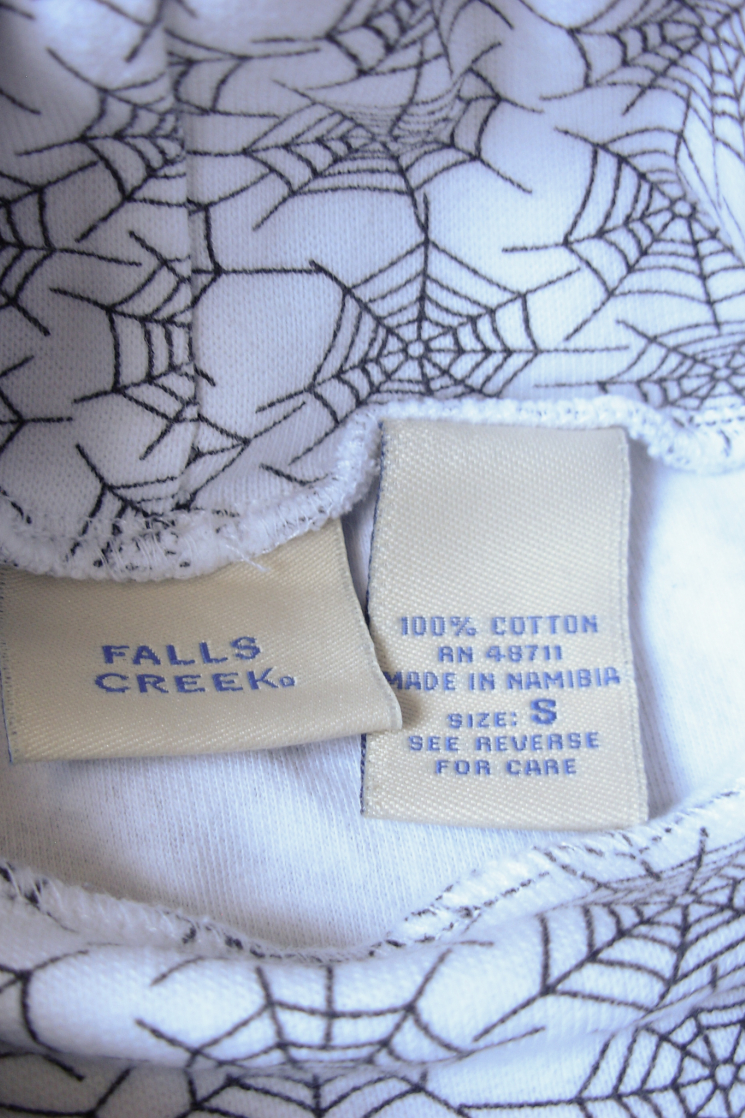 FALLS
CREEK®
100% COTTON
RN 48711
MADE IN NAMIBIA
SIZE: S
SEE REVERSE
FOR CARE